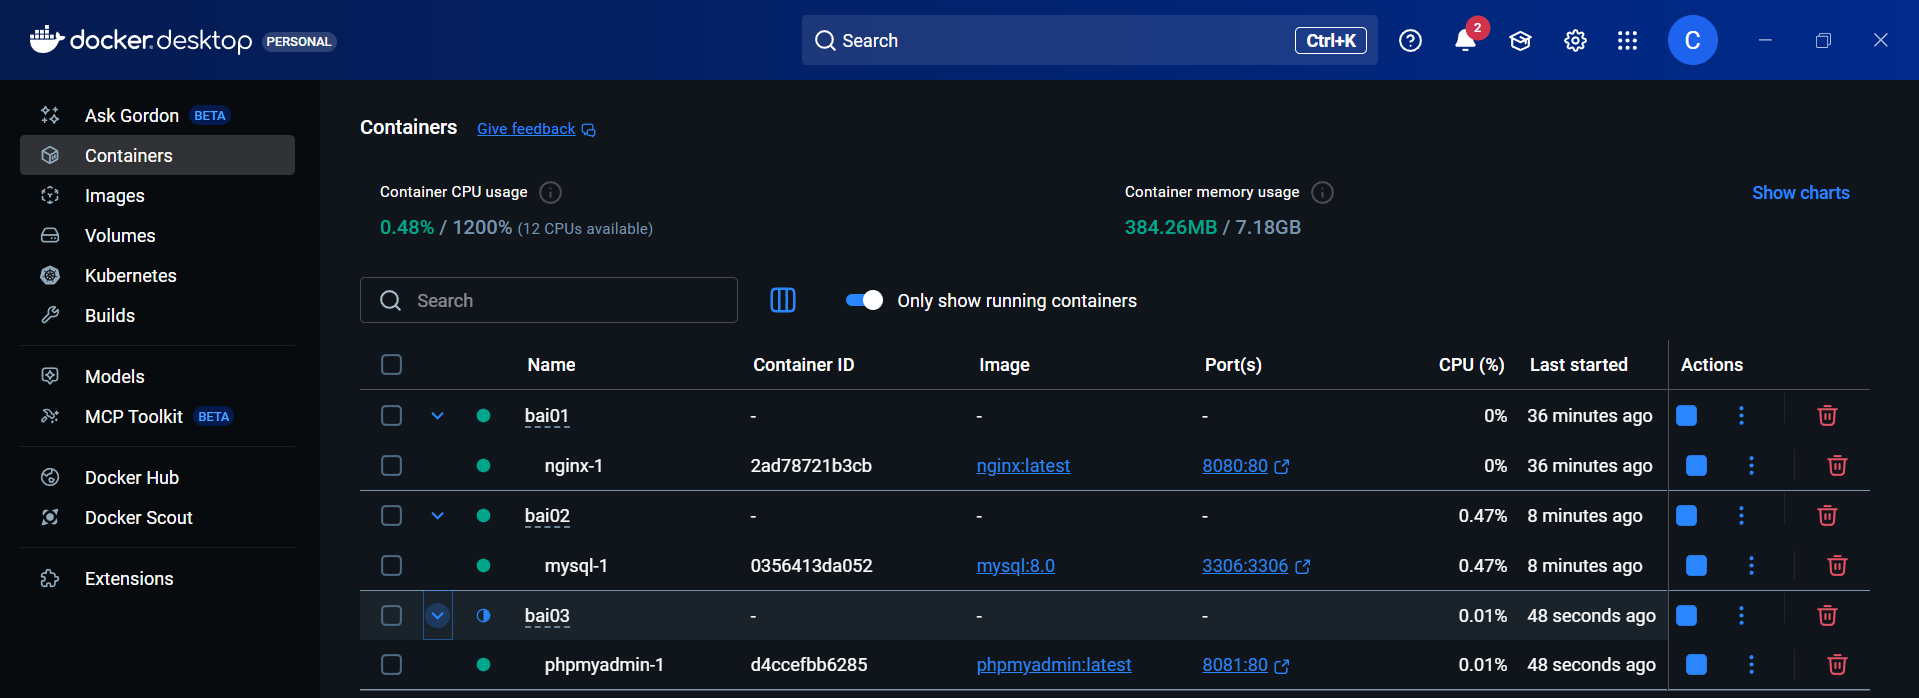 docker.desktop PERSONAL
Search Ctrl+K
2
C
Ask Gordon BETA
Containers
Images
Volumes
Kubernetes
Builds
Models
MCP Toolkit BETA
Docker Hub
Docker Scout
Extensions
Containers Give feedback
Container CPU usage
0.48% / 1200% (12 CPUs available)
Container memory usage
384.26MB / 7.18GB
Show charts
Search
Only show running containers
Name Container ID Image Port(s) CPU (%) Last started Actions
bai01 - - - 0% 36 minutes ago
nginx-1 2ad78721b3cb nginx:latest 8080:80 0% 36 minutes ago
bai02 - - - 0.47% 8 minutes ago
mysql-1 0356413da052 mysql:8.0 3306:3306 0.47% 8 minutes ago
bai03 - - - 0.01% 48 seconds ago
phpmyadmin-1 d4ccefbb6285 phpmyadmin:latest 8081:80 0.01% 48 seconds ago